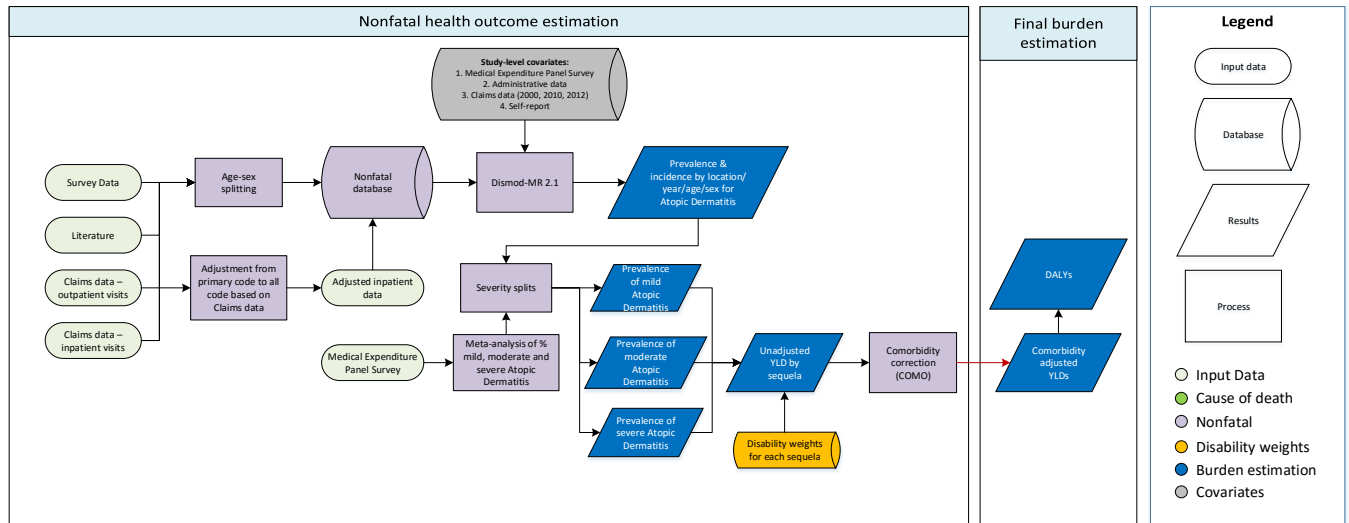 Nonfatal health outcome estimation
Final burden
estimation
Legend
Study-level covariates:
1. Medical Expenditure Panel Survey
2. Administrative data
3. Claims data (2000, 2010, 2012)
4. Self-report
Survey Data
Age-sex
splitting
Nonfatal
database
Dismod-MR 2.1
Prevalence &
incidence by location/
year/age/sex for
Atopic Dermatitis
Literature
Claims data –
outpatient visits
Adjustment from
primary code to all
code based on
Claims data
Adjusted inpatient
data
Claims data –
inpatient visits
Severity splits
Prevalence
of mild
Atopic
Dermatitis
Medical Expenditure
Panel Survey
Meta-analysis of %
mild, moderate and
severe Atopic
Dermatitis
Prevalence of
moderate
Atopic
Dermatitis
Prevalence of
severe Atopic
Dermatitis
Unadjusted
YLD by
sequela
Disability weights
for each sequela
Comorbidity
correction
(COMO)
DALYs
Comorbidity
adjusted
YLDs
Input data
Database
Results
Process
Input Data
Cause of death
Nonfatal
Disability weights
Burden estimation
Covariates